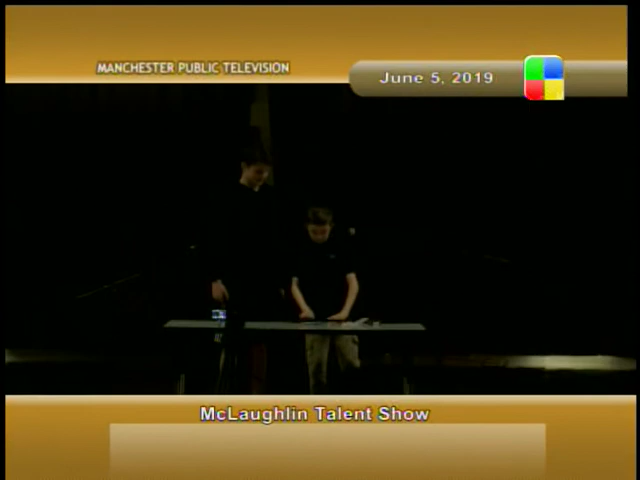 MANCHESTER PUBLIC TELEVISION
June 5, 2019
McLaughlin Talent Show